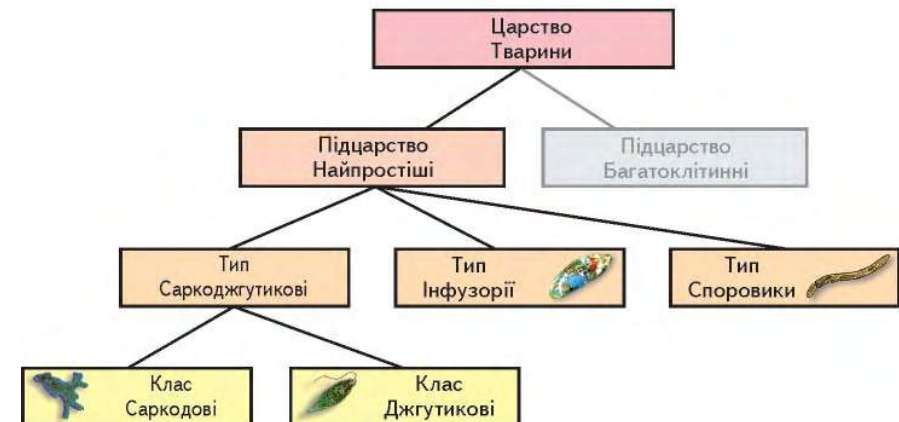 Царство
Тварини
Підцарство
Найпростіші
Підцарство
Багатоклітинні
Тип
Саркоджгутикові
Тип
Інфузорії
Тип
Споровики
Клас
Саркодові
Клас
Джгутикові